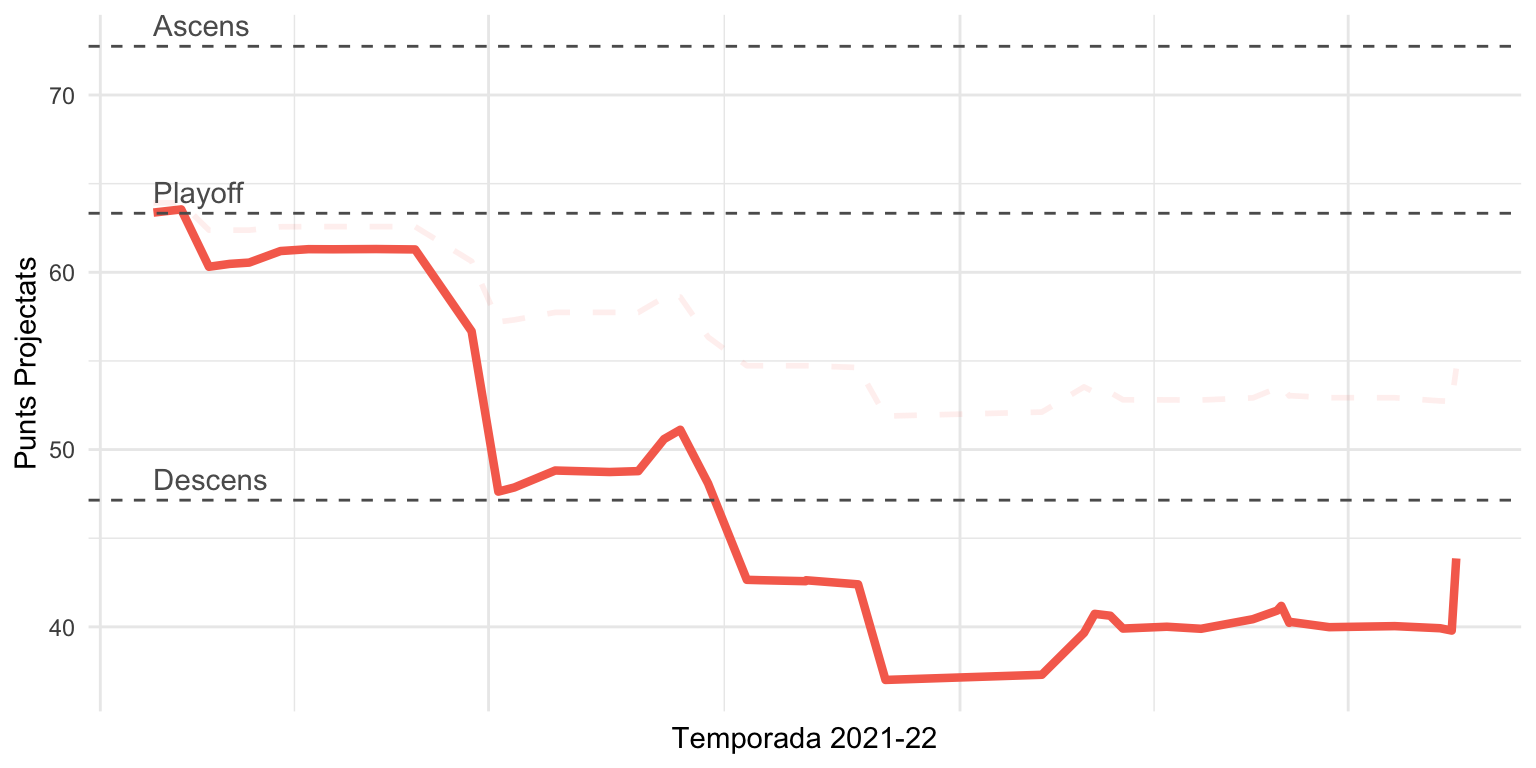 Ascens
70
Playoff
60
Punts Projectats
50
Descens
40
Temporada 2021-22